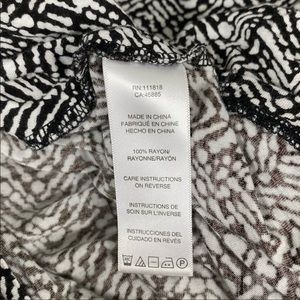 RN:111818
CA:45885
MADE IN CHINA
FABRIQUÉ EN CHINE
HECHO EN CHINA
100% RAYON/
RAYONNE/RAYÓN
CARE INSTRUCTIONS
ON REVERSE
INSTRUCTIONS DE
SOIN SUR L'INVERSE
INSTRUCCIONES DEL
CUIDADO EN REVÉS
P